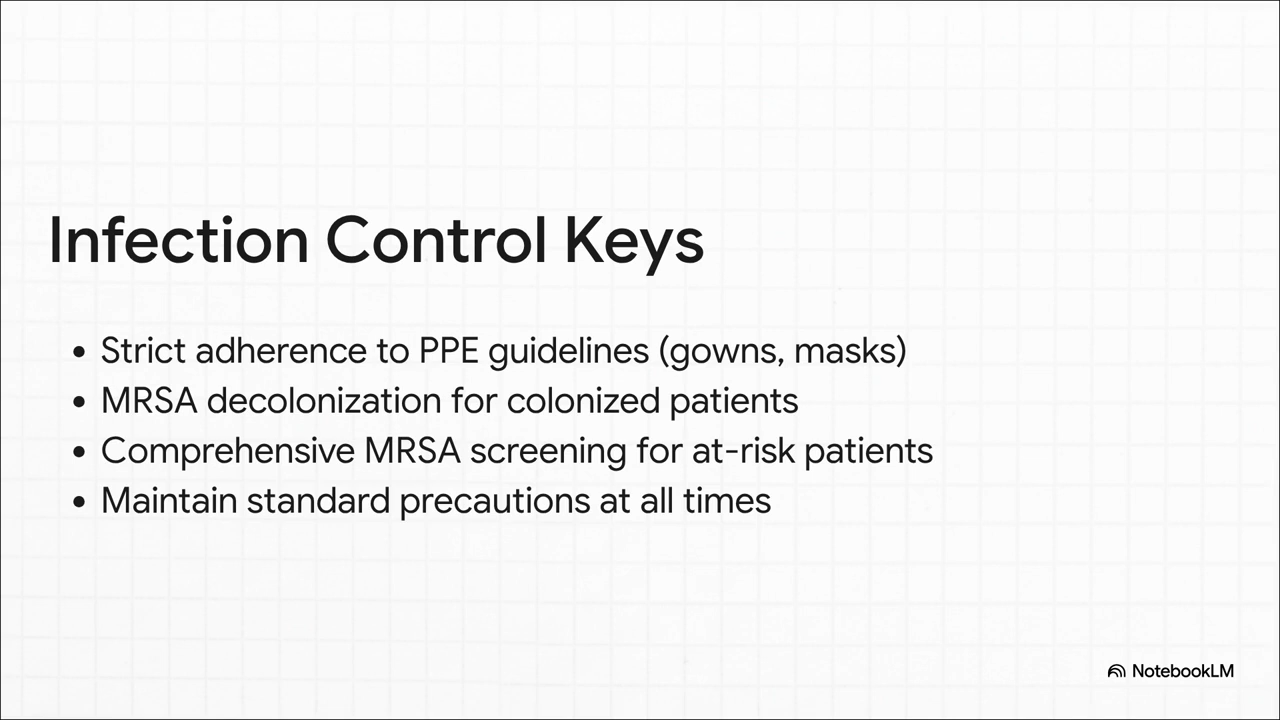 Infection Control Keys
• Strict adherence to PPE guidelines (gowns, masks)
• MRSA decolonization for colonized patients
• Comprehensive MRSA screening for at-risk patients
• Maintain standard precautions at all times
NotebookLM